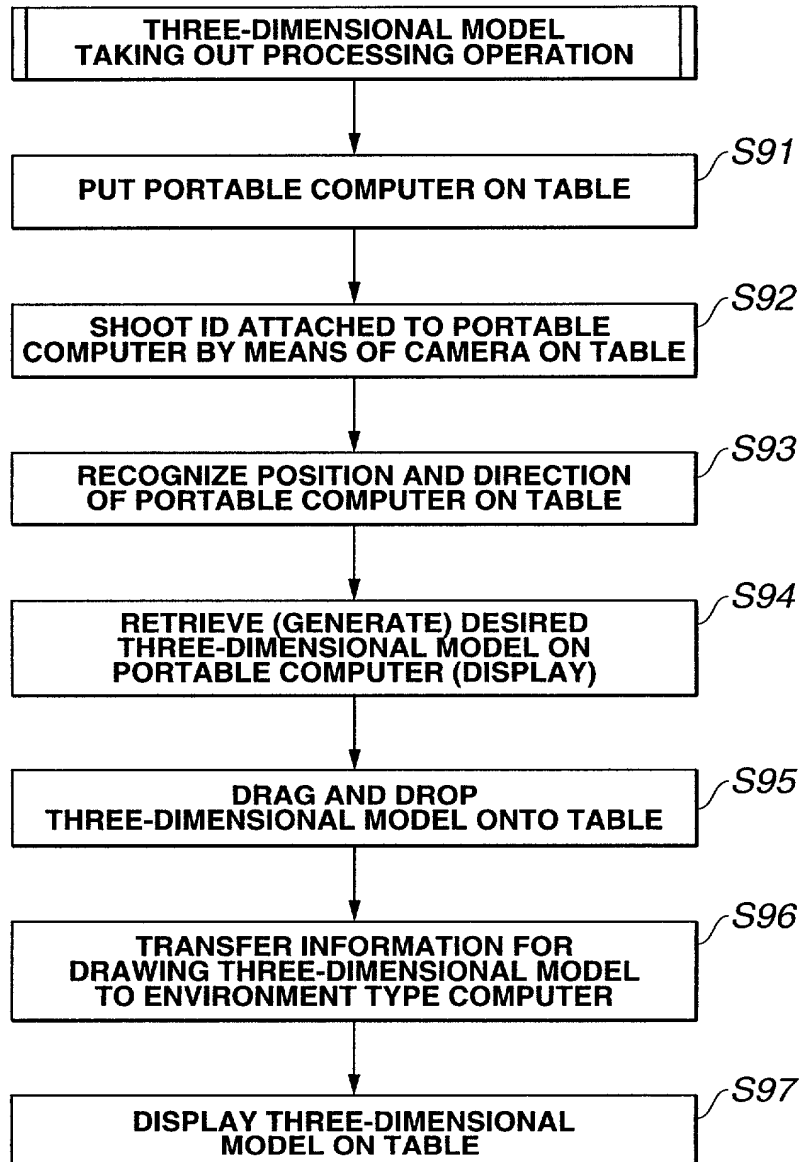 THREE-DIMENSIONAL MODEL
TAKING OUT PROCESSING OPERATION
S91
PUT PORTABLE COMPUTER ON TABLE
S92
SHOOT ID ATTACHED TO PORTABLE
COMPUTER BY MEANS OF CAMERA ON TABLE
S93
RECOGNIZE POSITION AND DIRECTION
OF PORTABLE COMPUTER ON TABLE
S94
RETRIEVE (GENERATE) DESIRED
THREE-DIMENSIONAL MODEL ON
PORTABLE COMPUTER (DISPLAY)
S95
DRAG AND DROP
THREE-DIMENSIONAL MODEL ONTO TABLE
S96
TRANSFER INFORMATION FOR
DRAWING THREE-DIMENSIONAL MODEL
TO ENVIRONMENT TYPE COMPUTER
S97
DISPLAY THREE-DIMENSIONAL
MODEL ON TABLE